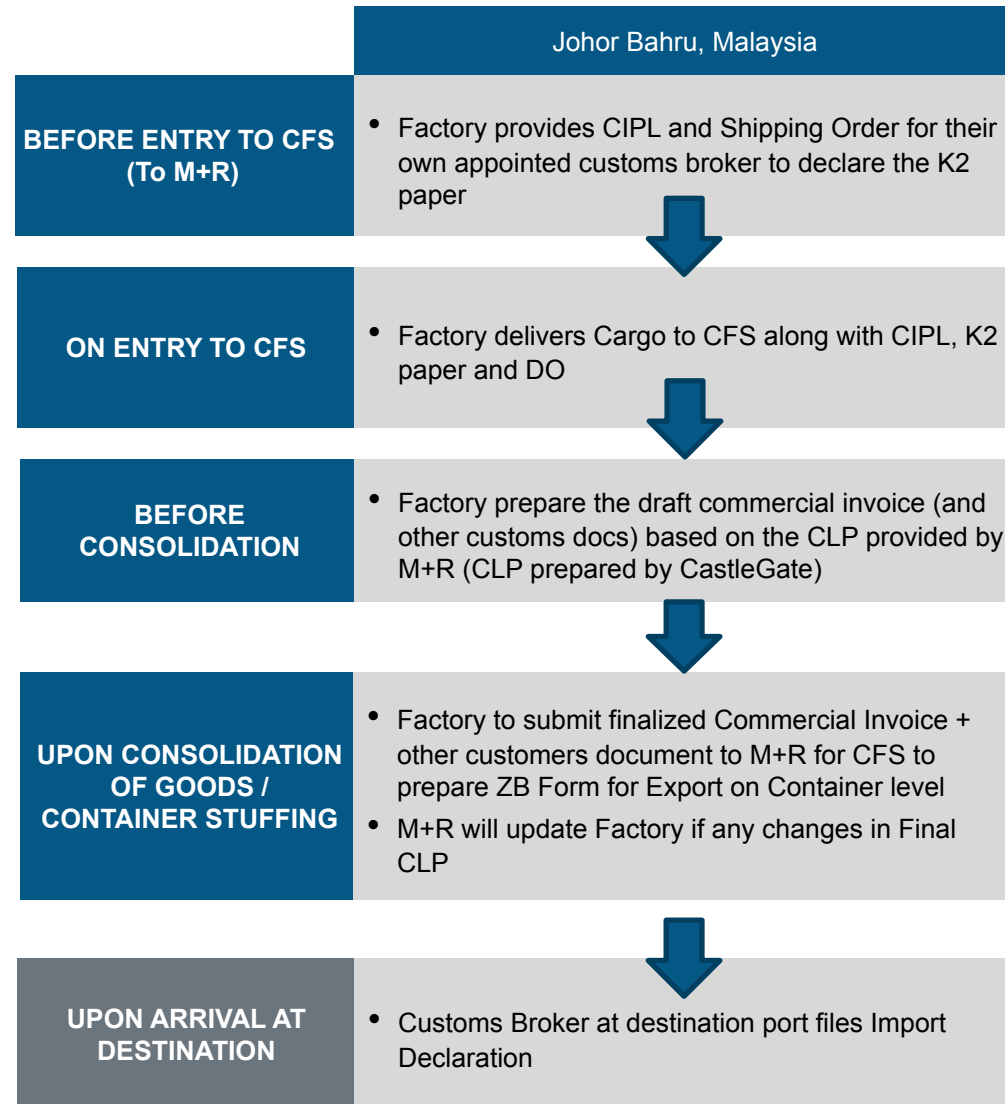 Johor Bahru, Malaysia
BEFORE ENTRY TO CFS
(To M+R)
• Factory provides CIPL and Shipping Order for their
own appointed customs broker to declare the K2
paper
ON ENTRY TO CFS
• Factory delivers Cargo to CFS along with CIPL, K2
paper and DO
BEFORE
CONSOLIDATION
• Factory prepare the draft commercial invoice (and
other customs docs) based on the CLP provided by
M+R (CLP prepared by CastleGate)
UPON CONSOLIDATION
OF GOODS /
CONTAINER STUFFING
• Factory to submit finalized Commercial Invoice +
other customers document to M+R for CFS to
prepare ZB Form for Export on Container level
• M+R will update Factory if any changes in Final
CLP
UPON ARRIVAL AT
DESTINATION
• Customs Broker at destination port files Import
Declaration